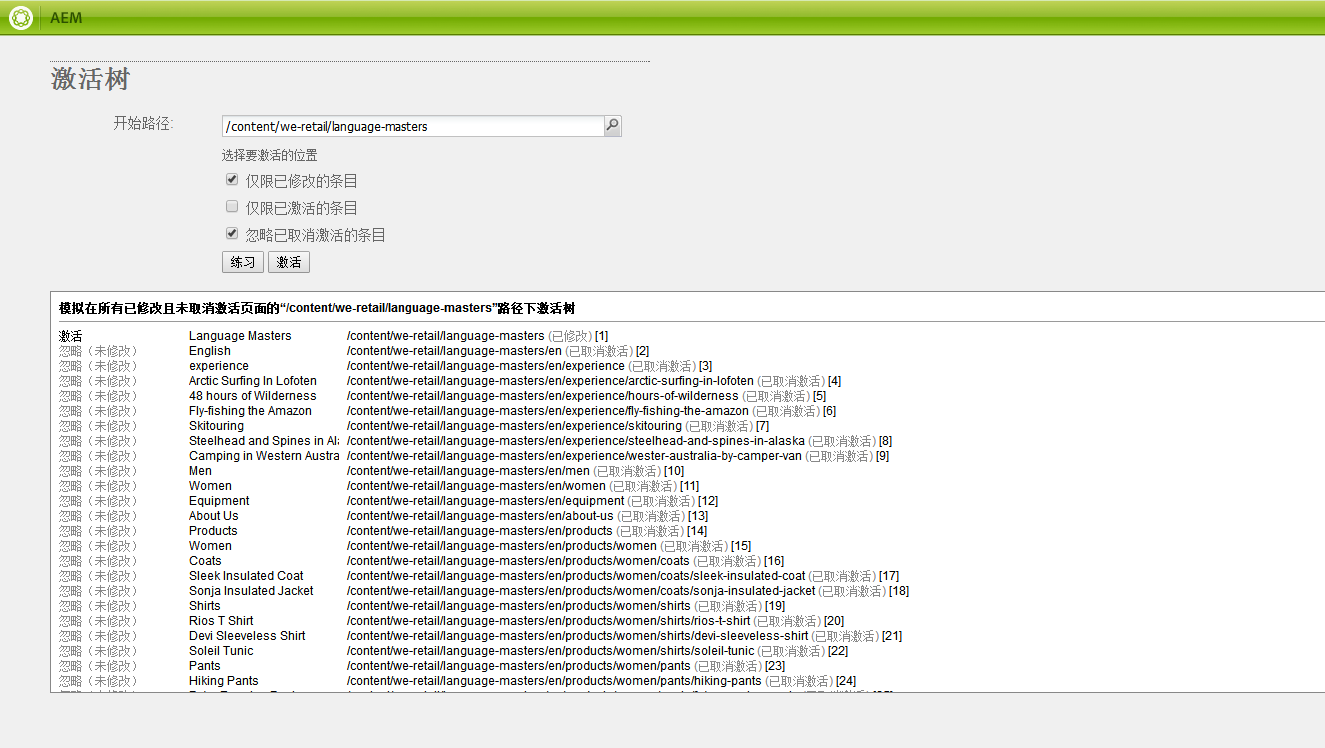 AEM
激活树
开始路径: /content/we-retail/language-masters
选择要激活的位置
仅限已修改的条目
仅限已激活的条目
忽略已取消激活的条目
练习 激活
模拟在所有已修改且未取消激活页面的“/content/we-retail/language-masters”路径下激活树
激活 Language Masters /content/we-retail/language-masters (已修改) [1]
忽略（未修改） English /content/we-retail/language-masters/en (已取消激活) [2]
忽略（未修改） experience /content/we-retail/language-masters/en/experience (已取消激活) [3]
忽略（未修改） Arctic Surfing In Lofoten /content/we-retail/language-masters/en/experience/arctic-surfing-in-lofoten (已取消激活) [4]
忽略（未修改） 48 hours of Wilderness /content/we-retail/language-masters/en/experience/hours-of-wilderness (已取消激活) [5]
忽略（未修改） Fly-fishing the Amazon /content/we-retail/language-masters/en/experience/fly-fishing-the-amazon (已取消激活) [6]
忽略（未修改） Skitouring /content/we-retail/language-masters/en/experience/skitouring (已取消激活) [7]
忽略（未修改） Steelhead and Spines in Ala /content/we-retail/language-masters/en/experience/steelhead-and-spines-in-alaska (已取消激活) [8]
忽略（未修改） Camping in Western Austra /content/we-retail/language-masters/en/experience/wester-australia-by-camper-van (已取消激活) [9]
忽略（未修改） Men /content/we-retail/language-masters/en/men (已取消激活) [10]
忽略（未修改） Women /content/we-retail/language-masters/en/women (已取消激活) [11]
忽略（未修改） Equipment /content/we-retail/language-masters/en/equipment (已取消激活) [12]
忽略（未修改） About Us /content/we-retail/language-masters/en/about-us (已取消激活) [13]
忽略（未修改） Products /content/we-retail/language-masters/en/products (已取消激活) [14]
忽略（未修改） Women /content/we-retail/language-masters/en/products/women (已取消激活) [15]
忽略（未修改） Coats /content/we-retail/language-masters/en/products/women/coats (已取消激活) [16]
忽略（未修改） Sleek Insulated Coat /content/we-retail/language-masters/en/products/women/coats/sleek-insulated-coat (已取消激活) [17]
忽略（未修改） Sonja Insulated Jacket /content/we-retail/language-masters/en/products/women/coats/sonja-insulated-jacket (已取消激活) [18]
忽略（未修改） Shirts /content/we-retail/language-masters/en/products/women/shirts (已取消激活) [19]
忽略（未修改） Rios T Shirt /content/we-retail/language-masters/en/products/women/shirts/rios-t-shirt (已取消激活) [20]
忽略（未修改） Devi Sleeveless Shirt /content/we-retail/language-masters/en/products/women/shirts/devi-sleeveless-shirt (已取消激活) [21]
忽略（未修改） Soleil Tunic /content/we-retail/language-masters/en/products/women/shirts/soleil-tunic (已取消激活) [22]
忽略（未修改） Pants /content/we-retail/language-masters/en/products/women/pants (已取消激活) [23]
忽略（未修改） Hiking Pants /content/we-retail/language-masters/en/products/women/pants/hiking-pants (已取消激活) [24]